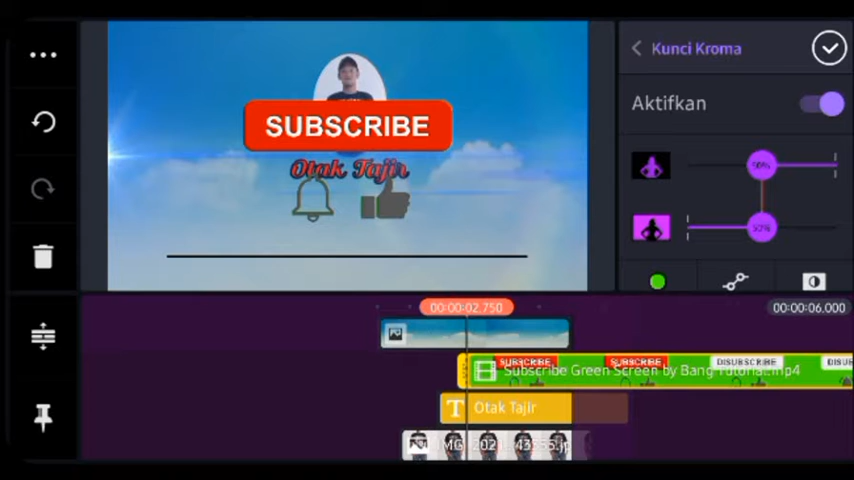 Kunci Kroma
Aktifkan
SUBSCRIBE
Otak Tajir
50%
00:00:02.750
00:00:06.000
SUBSCRIBE
SUBSCRIBE
DISUBSCRIBE
Subscribe Green Screen by Bang Tutorial.mp4
T Otak Tajir